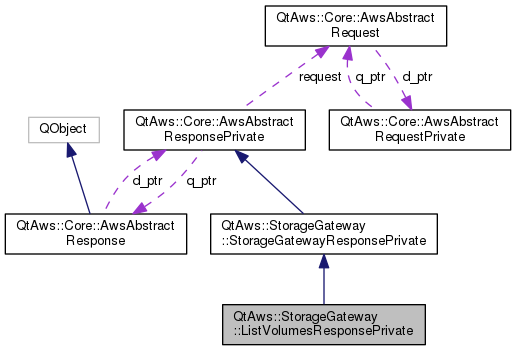 QtAws::Core::AwsAbstract
Request
request
q_ptr
d_ptr
QObject
QtAws::Core::AwsAbstract
ResponsePrivate
QtAws::Core::AwsAbstract
RequestPrivate
d_ptr
q_ptr
QtAws::Core::AwsAbstract
Response
QtAws::StorageGateway
::StorageGatewayResponsePrivate
QtAws::StorageGateway
::ListVolumesResponsePrivate